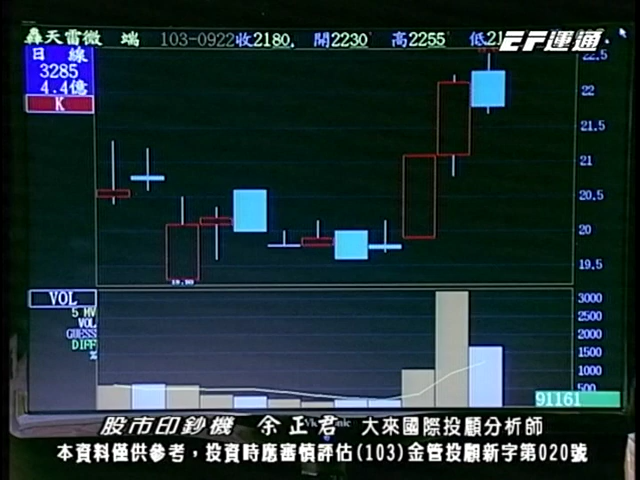 轟天雷微 端 103-0922收2180. 開2230 高2255 低21
EF運通
日 線
3285
4.4億
K
22.5
22
21.5
21
20.5
20
19.5
VOL
5 MV
VOL
GUESS
DIFF
%
3000
2500
2000
1500
1000
500
91161
股市印鈔機 余正君 大來國際投顧分析師
本資料僅供參考，投資時應審慎評估(103)金管投顧新字第020號